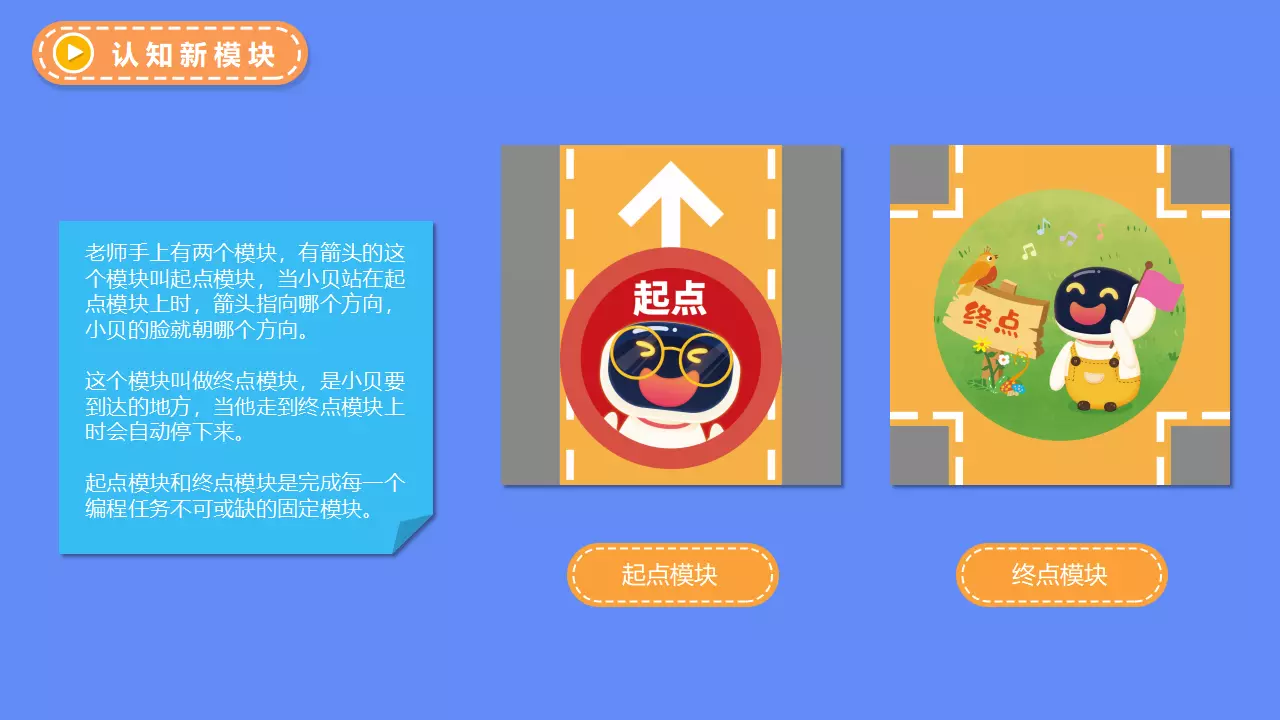 认知新模块
老师手上有两个模块，有箭头的这
个模块叫起点模块，当小贝站在起
点模块上时，箭头指向哪个方向，
小贝的脸就朝哪个方向。
这个模块叫做终点模块，是小贝要
到达的地方，当他走到终点模块上
时会自动停下来。
起点模块和终点模块是完成每一个
编程任务不可或缺的固定模块。
起点
终点
起点模块
终点模块